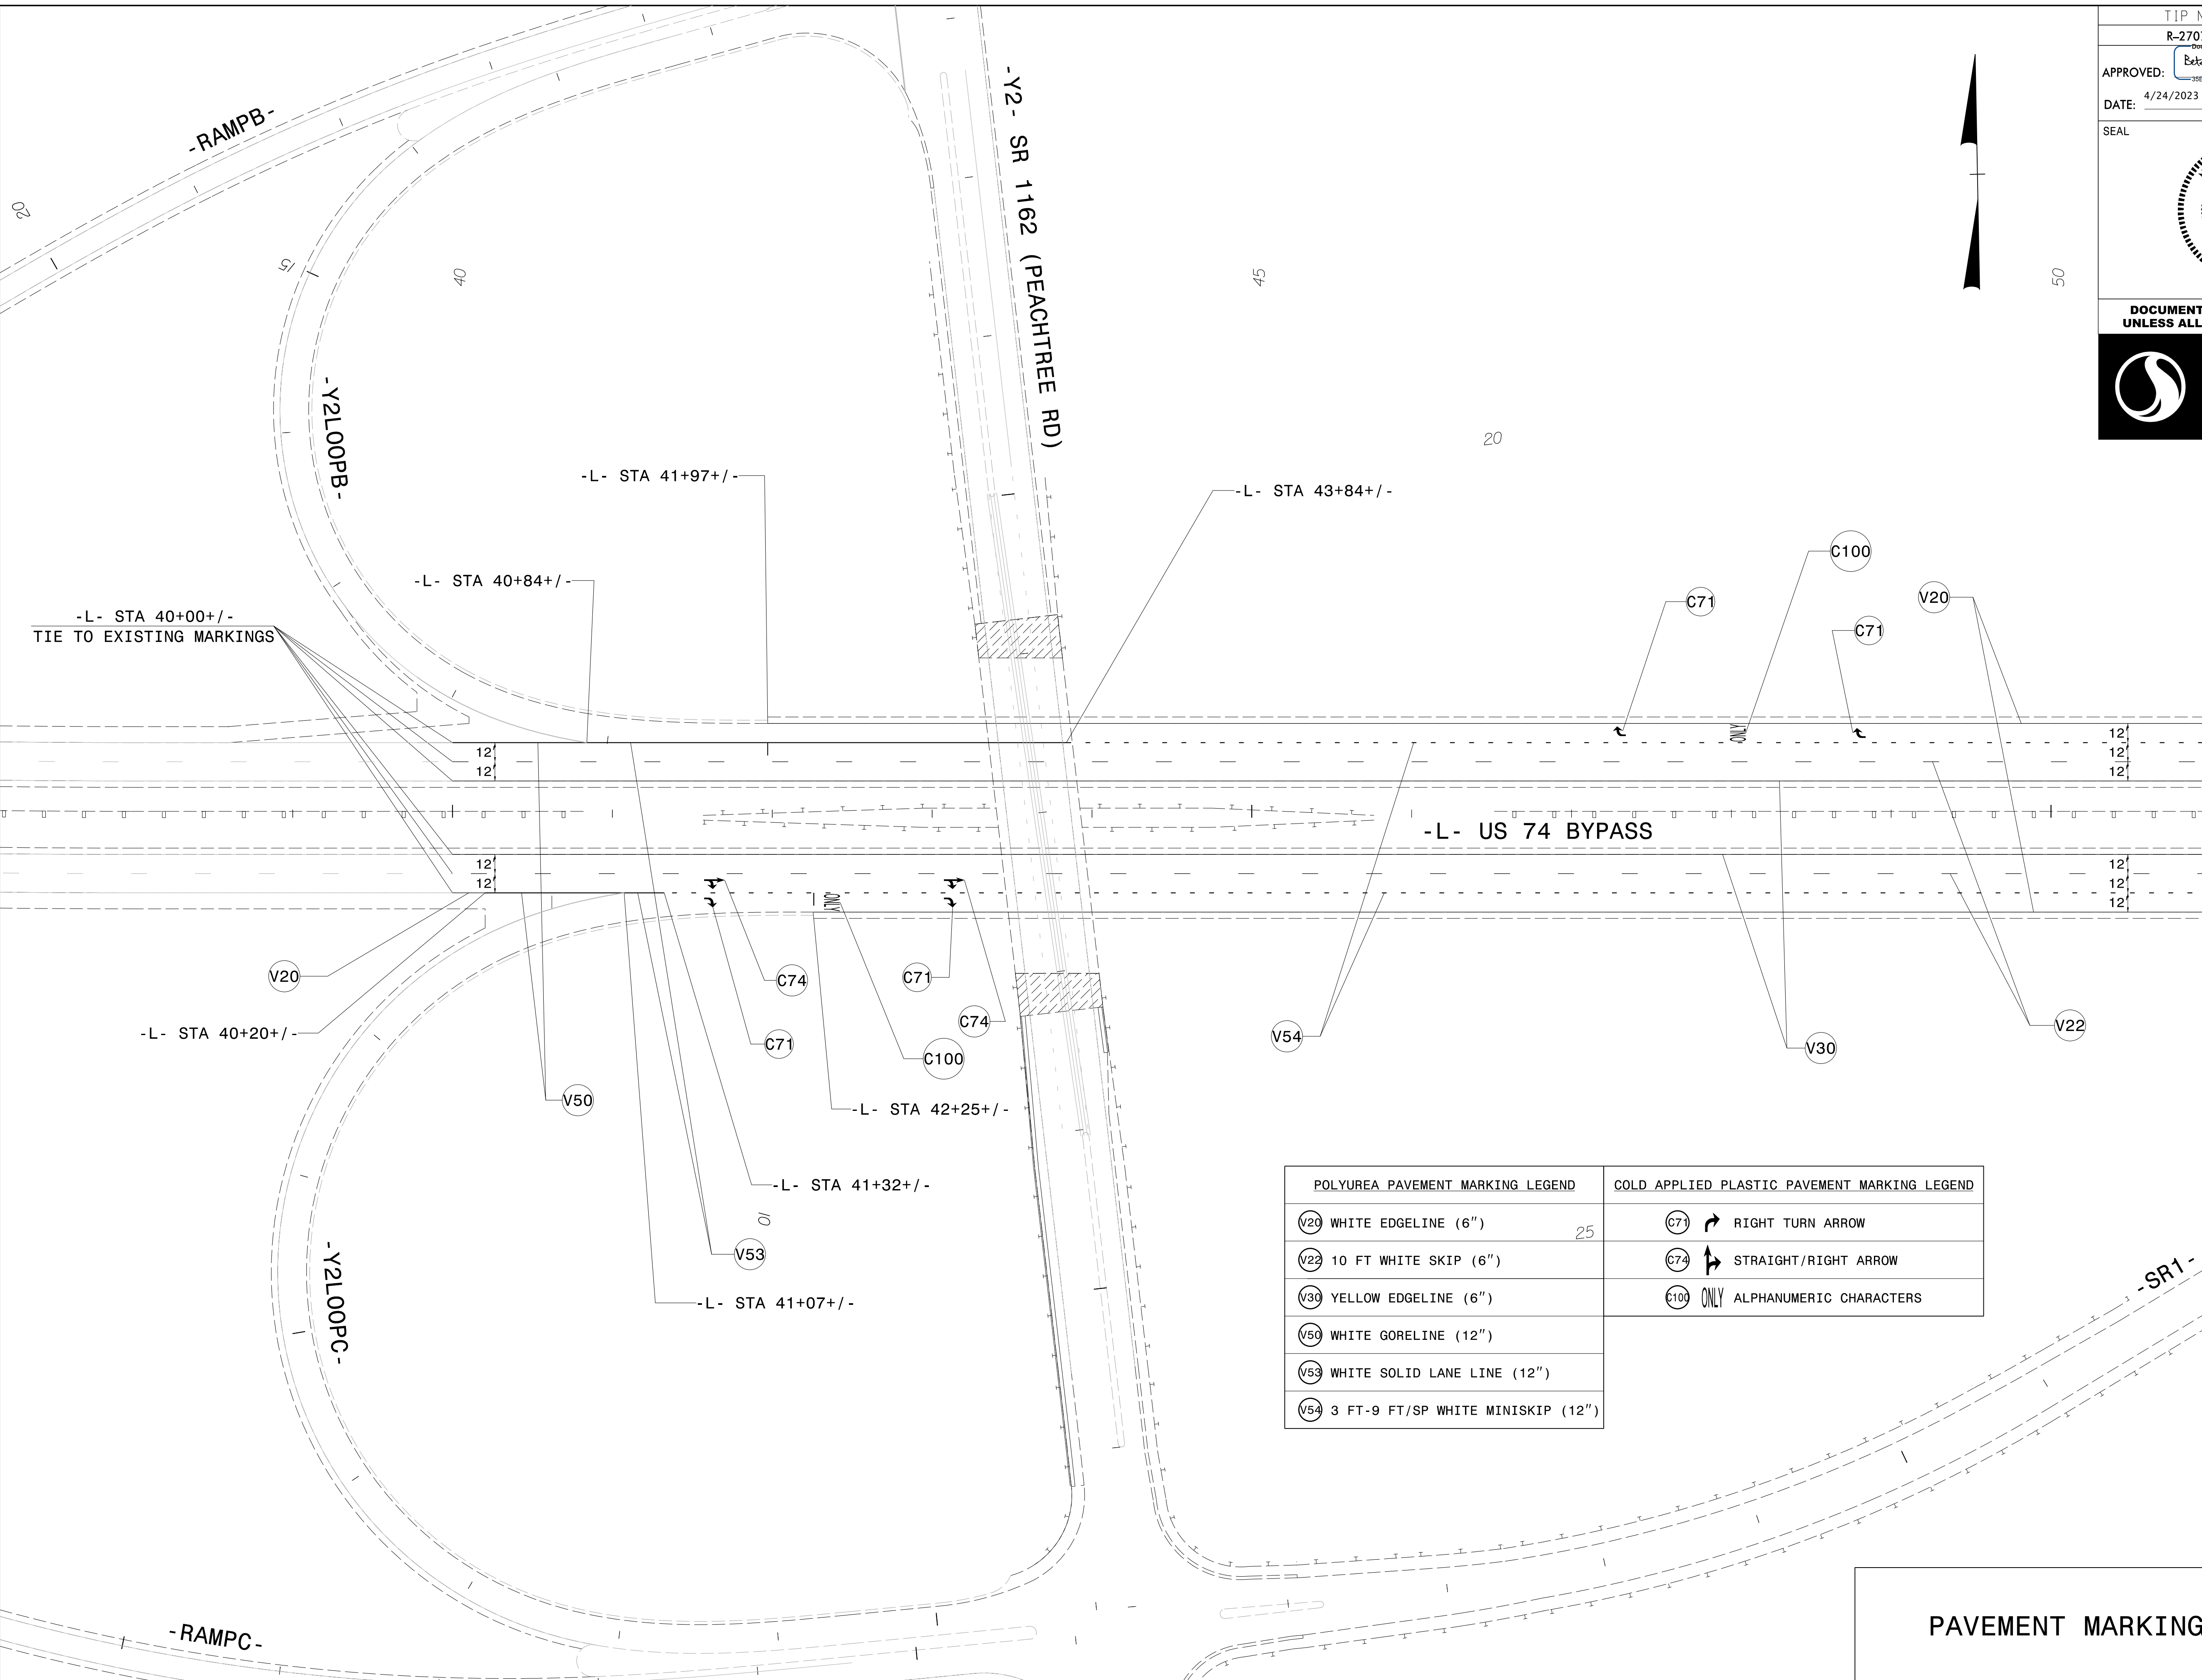 TIP N
R-270
APPROVED:
DATE:
4/24/2023
SEAL
DOCUMENT
UNLESS ALL
-RAMPB-
20
15
40
45
50
20
-Y2- SR 1162 (PEACHTREE RD)
-Y2LOOPB-
-L- STA 41+97+/-
-L- STA 43+84+/-
-L- STA 40+84+/-
-L- STA 40+00+/-
TIE TO EXISTING MARKINGS
C100
C71
V20
C71
ONLY
12'
12'
12'
12'
12'
-L- US 74 BYPASS
12'
12'
12'
12'
12'
ONLY
V20
C74
C71
-L- STA 40+20+/-
C74
V54
V22
C71
V30
C100
V50
-L- STA 42+25+/-
-L- STA 41+32+/-
10
V53
-L- STA 41+07+/-
-Y2LOOPC-
POLYUREA PAVEMENT MARKING LEGEND
V20 WHITE EDGELINE (6")
25
V22 10 FT WHITE SKIP (6")
V30 YELLOW EDGELINE (6")
V50 WHITE GORELINE (12")
V53 WHITE SOLID LANE LINE (12")
V54 3 FT-9 FT/SP WHITE MINISKIP (12")
COLD APPLIED PLASTIC PAVEMENT MARKING LEGEND
C71 RIGHT TURN ARROW
C74 STRAIGHT/RIGHT ARROW
C100 ONLY ALPHANUMERIC CHARACTERS
-SR1-
-RAMPC-
PAVEMENT MARKING